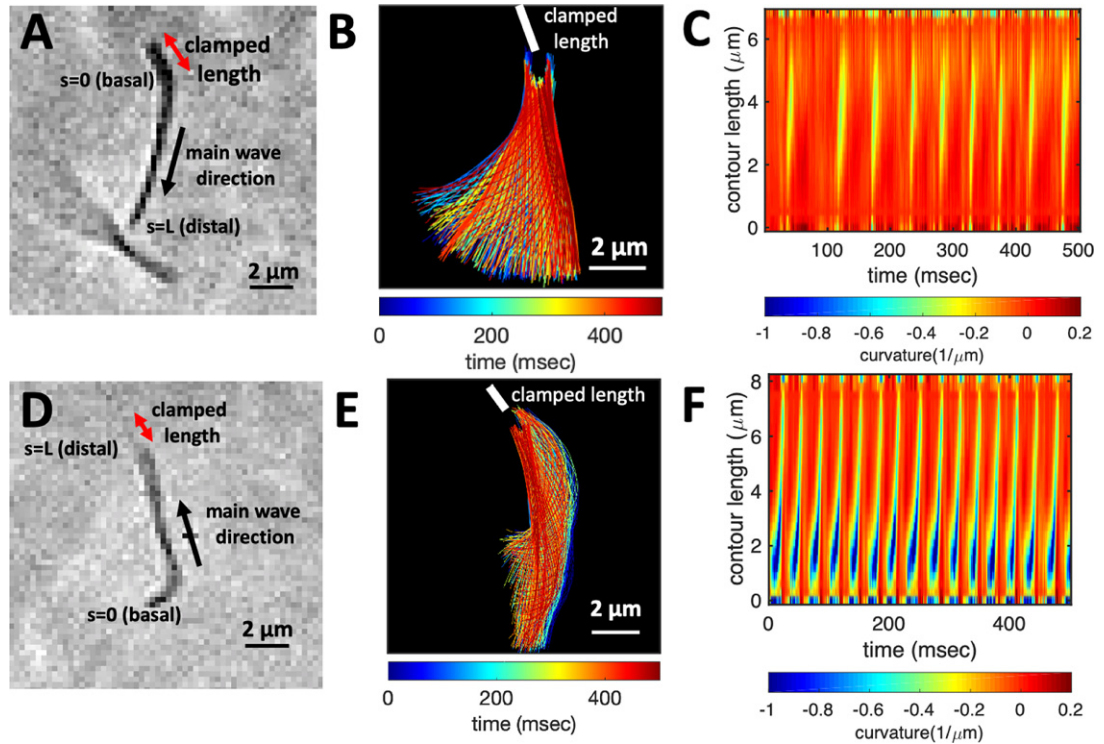 A
clamped
length
s=0 (basal)
main wave
direction
s=L (distal)
2 μm
B
clamped
length
2 μm
0
200
400
time (msec)
C
contour length (μm)
6
4
2
0
100
200
300
400
500
time (msec)
-1
-0.8
-0.6
-0.4
-0.2
0
0.2
curvature(1/μm)
D
clamped
length
s=L (distal)
main wave
direction
s=0 (basal)
2 μm
E
clamped length
2 μm
0
200
400
time (msec)
F
contour length (μm)
8
6
4
2
0
0
200
400
time (msec)
-1
-0.8
-0.6
-0.4
-0.2
0
0.2
curvature(1/μm)